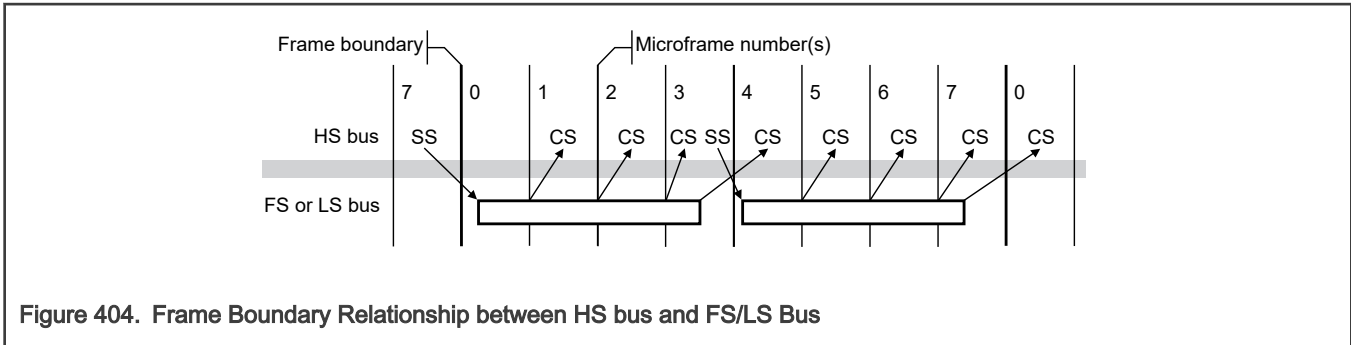 Frame boundary Microframe number(s)
7 0 1 2 3 4 5 6 7 0
HS bus SS CS CS CS SS CS CS CS CS CS
FS or LS bus
Figure 404. Frame Boundary Relationship between HS bus and FS/LS Bus